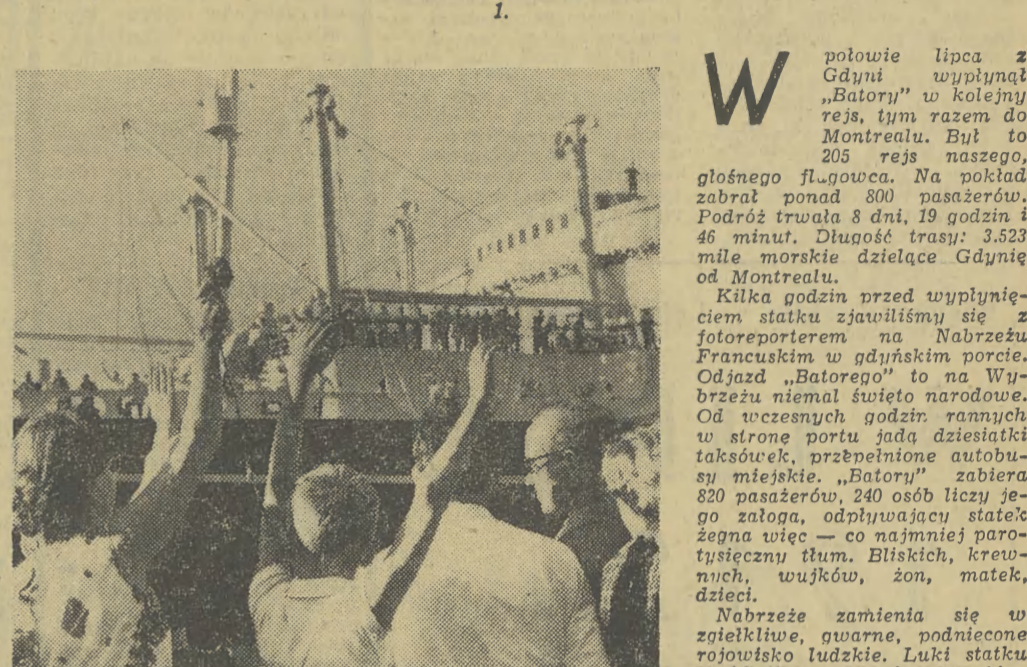 1.
W połowie lipca z
Gdyni wypłynął
„Batory" w kolejny
rejs, tym razem do
Montrealu. Był to
205 rejs naszego,
głośnego flagowca. Na pokład
zabrał ponad 800 pasażerów.
Podróż trwała 8 dni, 19 godzin i
46 minut. Długość trasy: 3.523
mile morskie dzielące Gdynię
od Montrealu.
Kilka godzin przed wypłynię-
ciem statku zjawiliśmy się z
fotoreporterem na Nabrzeżu
Francuskim w gdyńskim porcie.
Odjazd „Batorego" to na Wy-
brzeżu niemal święto narodowe.
Od wczesnych godzin rannych
w stronę portu jadą dziesiątki
taksówek, przepełnione autobu-
sy miejskie. „Batory" zabiera
820 pasażerów, 240 osób liczy je-
go załoga, odpływający statek
żegna więc — co najmniej paro-
tysięczny tłum. Bliskich, krew-
nych, wujków, żon, matek,
dzieci.
Nabrzeże zamienia się w
zgiełkliwe, gwarne, podniecone
rojowisko ludzkie. Luki statku